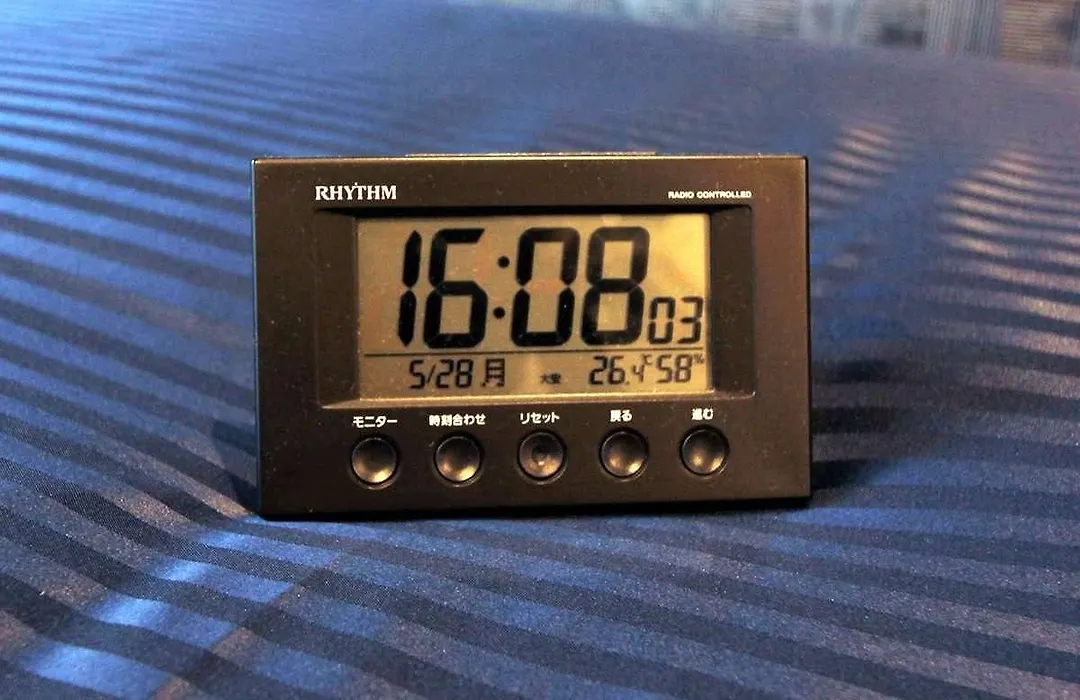 RHYTHM RADIO CONTROLLED
16:08 03
5/28 月 大安 26.4℃ 58%
モニター 時刻合わせ リセット 戻る 進む